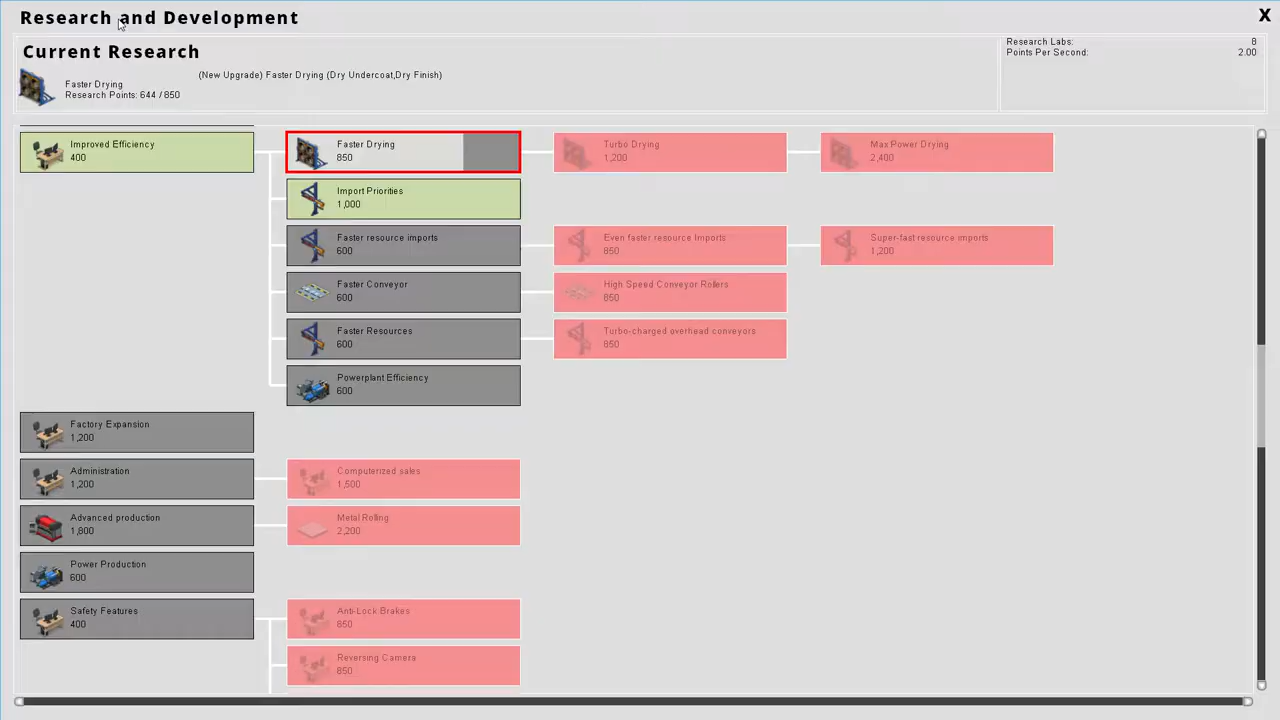 Research and Development
X
Current Research
Faster Drying
Research Points: 644 / 850
(New Upgrade) Faster Drying (Dry Undercoat,Dry Finish)
Research Labs: 8
Points Per Second: 2.00
Improved Efficiency
400
Faster Drying
850
Turbo Drying
1,200
Max Power Drying
2,400
Import Priorities
1,000
Faster resource imports
600
Even faster resource Imports
850
Super-fast resource imports
1,200
Faster Conveyor
600
High Speed Conveyor Rollers
850
Faster Resources
600
Turbo-charged overhead conveyors
850
Powerplant Efficiency
600
Factory Expansion
1,200
Administration
1,200
Computerized sales
1,500
Advanced production
1,800
Metal Rolling
2,200
Power Production
600
Safety Features
400
Anti-Lock Brakes
850
Reversing Camera
850